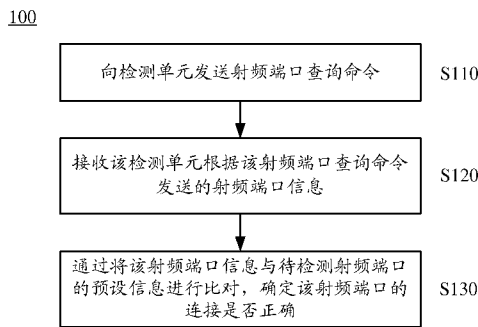 100
向检测单元发送射频端口查询命令
S110
接收该检测单元根据该射频端口查询命令
发送的射频端口信息
S120
通过将该射频端口信息与待检测射频端口
的预设信息进行比对，确定该射频端口的
连接是否正确
S130